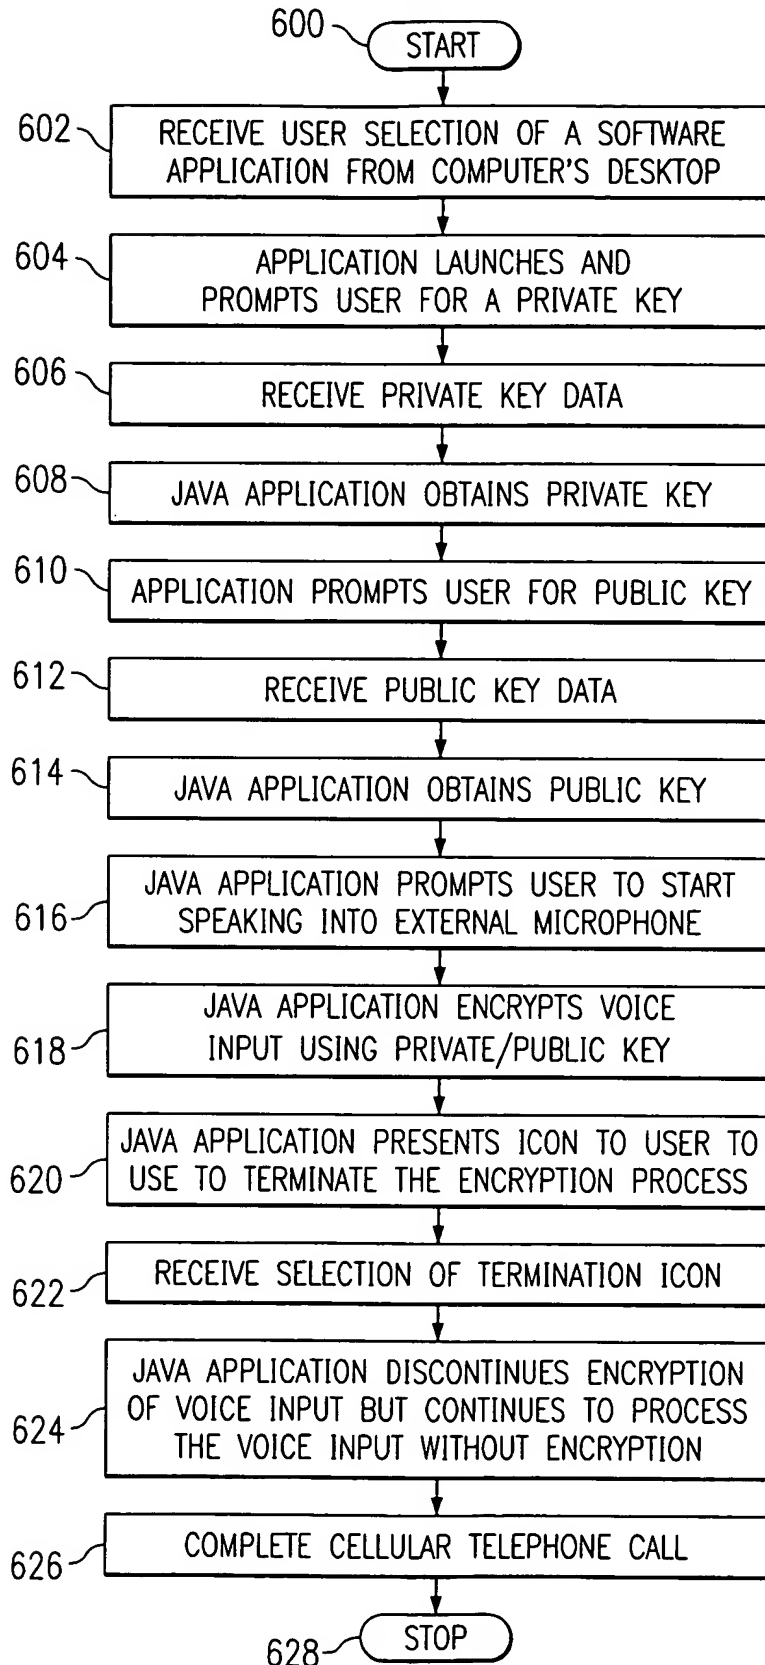 600
START
602
RECEIVE USER SELECTION OF A SOFTWARE
APPLICATION FROM COMPUTER'S DESKTOP
604
APPLICATION LAUNCHES AND
PROMPTS USER FOR A PRIVATE KEY
606
RECEIVE PRIVATE KEY DATA
608
JAVA APPLICATION OBTAINS PRIVATE KEY
610
APPLICATION PROMPTS USER FOR PUBLIC KEY
612
RECEIVE PUBLIC KEY DATA
614
JAVA APPLICATION OBTAINS PUBLIC KEY
616
JAVA APPLICATION PROMPTS USER TO START
SPEAKING INTO EXTERNAL MICROPHONE
618
JAVA APPLICATION ENCRYPTS VOICE
INPUT USING PRIVATE/PUBLIC KEY
620
JAVA APPLICATION PRESENTS ICON TO USER TO
USE TO TERMINATE THE ENCRYPTION PROCESS
622
RECEIVE SELECTION OF TERMINATION ICON
624
JAVA APPLICATION DISCONTINUES ENCRYPTION
OF VOICE INPUT BUT CONTINUES TO PROCESS
THE VOICE INPUT WITHOUT ENCRYPTION
626
COMPLETE CELLULAR TELEPHONE CALL
628
STOP